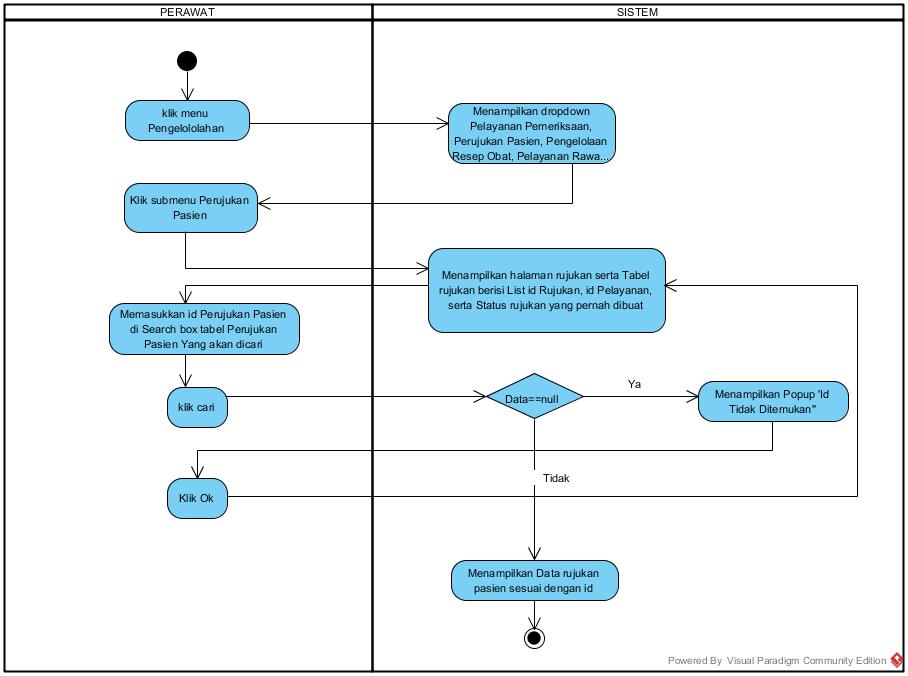 PERAWAT
SISTEM
klik menu
Pengelololahan
Menampilkan dropdown
Pelayanan Pemeriksaan,
Perujukan Pasien, Pengelolaan
Resep Obat, Pelayanan Rawa...
Klik submenu Perujukan
Pasien
Menampilkan halaman rujukan serta Tabel
rujukan berisi List id Rujukan, id Pelayanan,
serta Status rujukan yang pernah dibuat
Memasukkan id Perujukan Pasien
di Search box tabel Perujukan
Pasien Yang akan dicari
klik cari
Data==null
Ya
Menampilkan Popup 'Id
Tidak Ditemukan"
Klik Ok
Tidak
Menampilkan Data rujukan
pasien sesuai dengan id
Powered By Visual Paradigm Community Edition